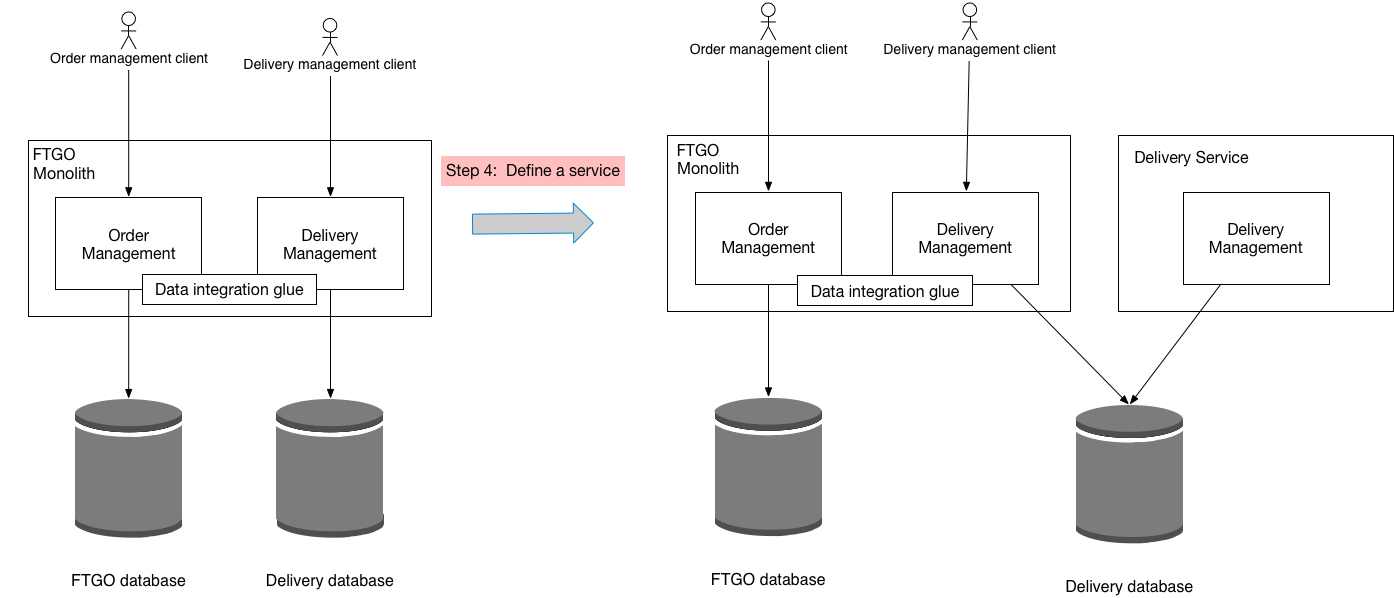 Order management client
Delivery management client
FTGO
Monolith
Order
Management
Delivery
Management
Data integration glue
FTGO database
Delivery database
Step 4:  Define a service
Order management client
Delivery management client
FTGO
Monolith
Order
Management
Delivery
Management
Data integration glue
Delivery Service
Delivery
Management
FTGO database
Delivery database